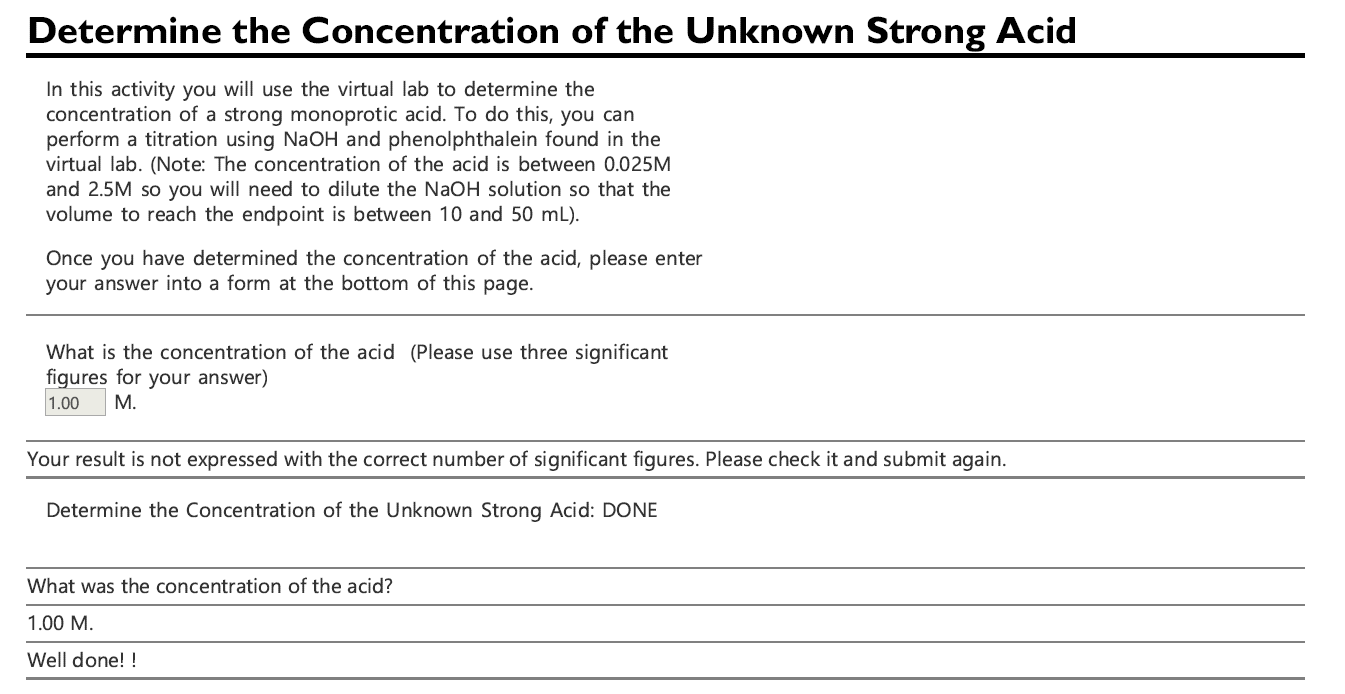 Determine the Concentration of the Unknown Strong Acid
In this activity you will use the virtual lab to determine the
concentration of a strong monoprotic acid. To do this, you can
perform a titration using NaOH and phenolphthalein found in the
virtual lab. (Note: The concentration of the acid is between 0.025M
and 2.5M so you will need to dilute the NaOH solution so that the
volume to reach the endpoint is between 10 and 50 mL).
Once you have determined the concentration of the acid, please enter
your answer into a form at the bottom of this page.
What is the concentration of the acid (Please use three significant
figures for your answer)
1.00 M.
Your result is not expressed with the correct number of significant figures. Please check it and submit again.
Determine the Concentration of the Unknown Strong Acid: DONE
What was the concentration of the acid?
1.00 M.
Well done! !